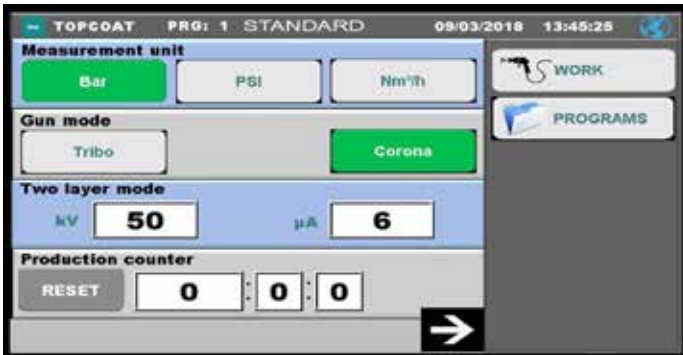 TOPCOAT PRG: 1 STANDARD 09/03/2018 13:45:25
Measurement unit
Bar PSI Nm³/h
WORK
PROGRAMS
Gun mode
Tribo Corona
Two layer mode
kV 50 µA 6
Production counter
RESET 0 : 0 : 0